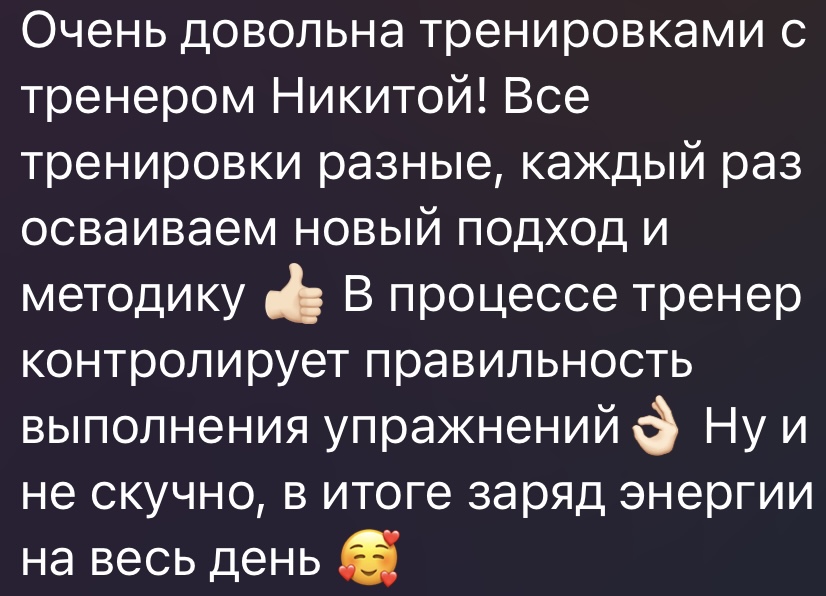 Очень довольна тренировками с
тренером Никитой! Все
тренировки разные, каждый раз
осваиваем новый подход и
методику 👍🏻 В процессе тренер
контролирует правильность
выполнения упражнений👌🏻 Ну и
не скучно, в итоге заряд энергии
на весь день 🥰